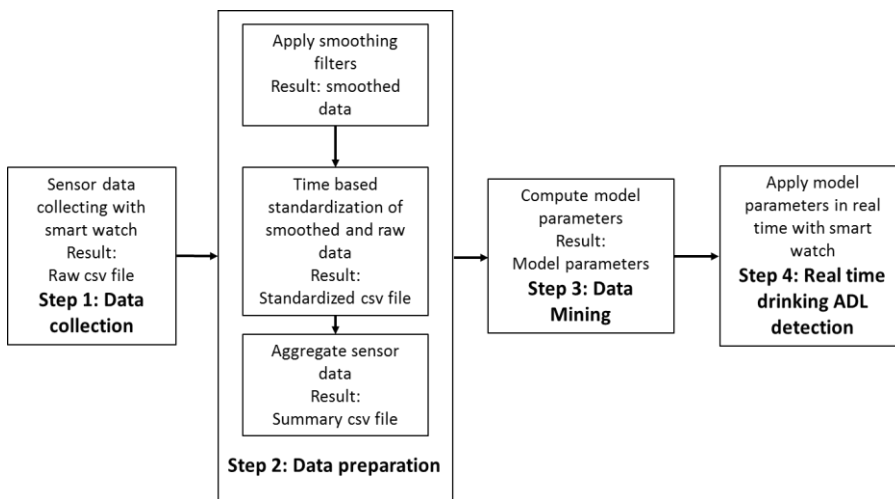 Sensor data
collecting with
smart watch
Result:
Raw csv file
Step 1: Data
collection
Apply smoothing
filters
Result: smoothed
data
Time based
standardization of
smoothed and raw data
Result:
Standardized csv file
Aggregate sensor
data
Result:
Summary csv file
Step 2: Data preparation
Compute model
parameters
Result:
Model parameters
Step 3: Data
Mining
Apply model
parameters in real
time with smart
watch
Step 4: Real time
drinking ADL
detection